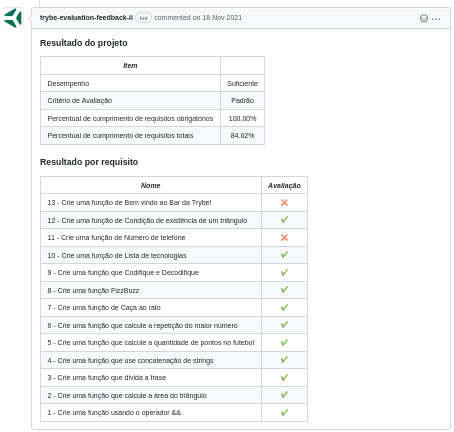 trybe-evaluation-feedback-ii bot commented on 18 Nov 2021
Resultado do projeto
Item
Desempenho Suficiente
Critério de Avaliação Padrão
Percentual de cumprimento de requisitos obrigatórios 100.00%
Percentual de cumprimento de requisitos totais 84.62%
Resultado por requisito
Nome Avaliação
13 - Crie uma função de Bem vindo ao Bar da Trybe!
12 - Crie uma função de Condição de existência de um triângulo
11 - Crie uma função de Número de telefone
10 - Crie uma função de Lista de tecnologias
9 - Crie uma função que Codifique e Decodifique
8 - Crie uma função FizzBuzz
7 - Crie uma função de Caça ao rato
6 - Crie uma função que calcule a repetição do maior número
5 - Crie uma função que calcule a quantidade de pontos no futebol
4 - Crie uma função que use concatenação de strings
3 - Crie uma função que divida a frase
2 - Crie uma função que calcule a área do triângulo
1 - Crie uma função usando o operador &&